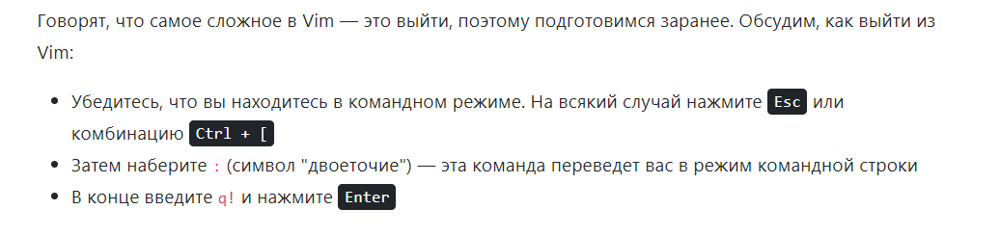 Говорят, что самое сложное в Vim — это выйти, поэтому подготовимся заранее. Обсудим, как выйти из
Vim:
• Убедитесь, что вы находитесь в командном режиме. На всякий случай нажмите Esc или
комбинацию Ctrl + [
• Затем наберите : (символ "двоеточие") — эта команда переведет вас в режим командной строки
• В конце введите q! и нажмите Enter